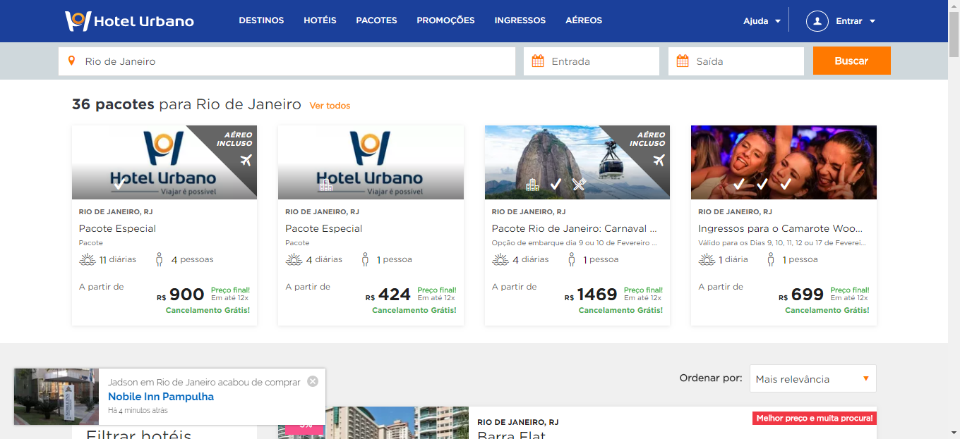 Hotel Urbano
DESTINOS HOTÉIS PACOTES PROMOÇÕES INGRESSOS AÉREOS
Ajuda
Entrar
Rio de Janeiro
Entrada
Saída
Buscar
36 pacotes para Rio de Janeiro Ver todos
AÉREO
INCLUSO
Hotel Urbano
Viajar é possível
RIO DE JANEIRO, RJ
Pacote Especial
Pacote
11 diárias 4 pessoas
A partir de
R$ 900 Preço final!
Em até 12x
Cancelamento Grátis!
Hotel Urbano
Viajar é possível
RIO DE JANEIRO, RJ
Pacote Especial
Pacote
4 diárias 1 pessoa
A partir de
R$ 424 Preço final!
Em até 12x
Cancelamento Grátis!
AÉREO
INCLUSO
RIO DE JANEIRO, RJ
Pacote Rio de Janeiro: Carnaval ...
Opção de embarque dia 9 ou 10 de Fevereiro ...
4 diárias 1 pessoa
A partir de
R$ 1469 Preço final!
Em até 12x
Cancelamento Grátis!
RIO DE JANEIRO, RJ
Ingressos para o Camarote Woo...
Válido para os Dias 9, 10, 11, 12 ou 17 de Feverei...
1 diária 1 pessoa
A partir de
R$ 699 Preço final!
Em até 12x
Cancelamento Grátis!
Ordenar por: Mais relevância
Jadson em Rio de Janeiro acabou de comprar
Nobile Inn Pampulha
Há 4 minutos atrás
Filtrar hotéis
RIO DE JANEIRO, RJ
Barra Flat
Melhor preço e muita procura!